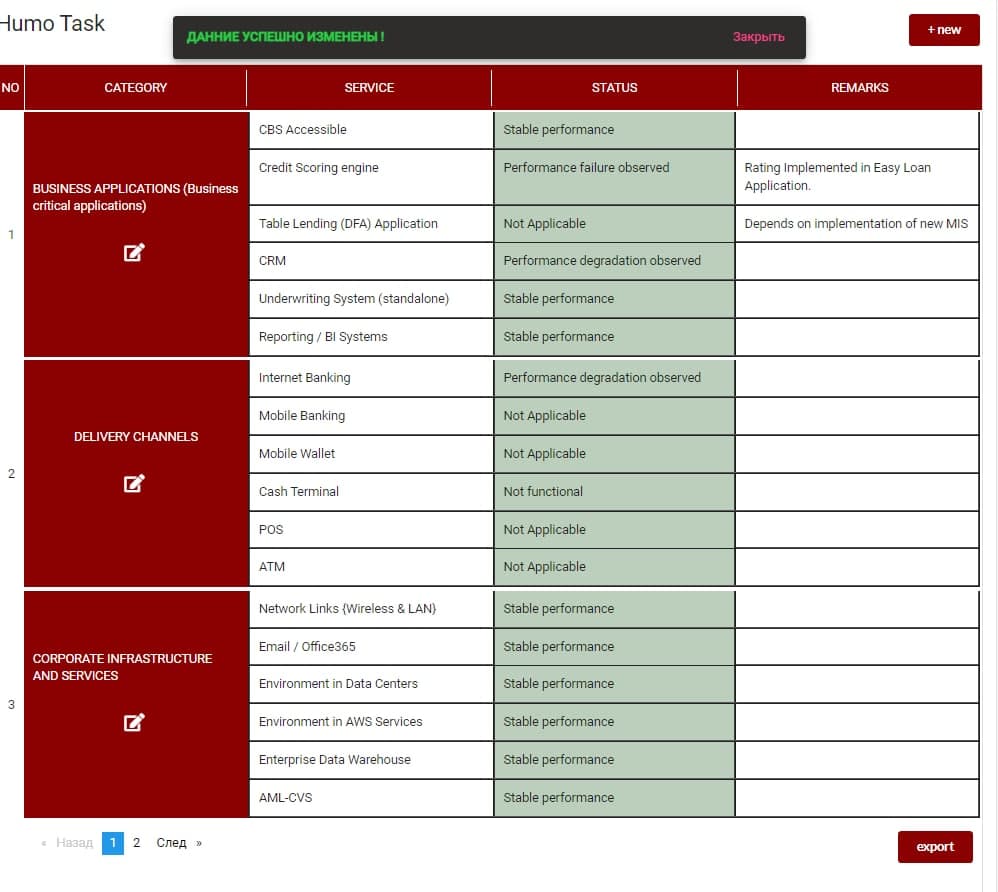 Humo Task
ДАННИЕ УСПЕШНО ИЗМЕНЕНЫ ! Закрыть
+ new
NO CATEGORY SERVICE STATUS REMARKS
1
BUSINESS APPLICATIONS (Business
critical applications)
CBS Accessible Stable performance
Credit Scoring engine Performance failure observed Rating Implemented in Easy Loan
Application.
Table Lending (DFA) Application Not Applicable Depends on implementation of new MIS
CRM Performance degradation observed
Underwriting System (standalone) Stable performance
Reporting / BI Systems Stable performance
2
DELIVERY CHANNELS
Internet Banking Performance degradation observed
Mobile Banking Not Applicable
Mobile Wallet Not Applicable
Cash Terminal Not functional
POS Not Applicable
ATM Not Applicable
3
CORPORATE INFRASTRUCTURE
AND SERVICES
Network Links {Wireless & LAN} Stable performance
Email / Office365 Stable performance
Environment in Data Centers Stable performance
Environment in AWS Services Stable performance
Enterprise Data Warehouse Stable performance
AML-CVS Stable performance
« Назад 1 2 След »
export